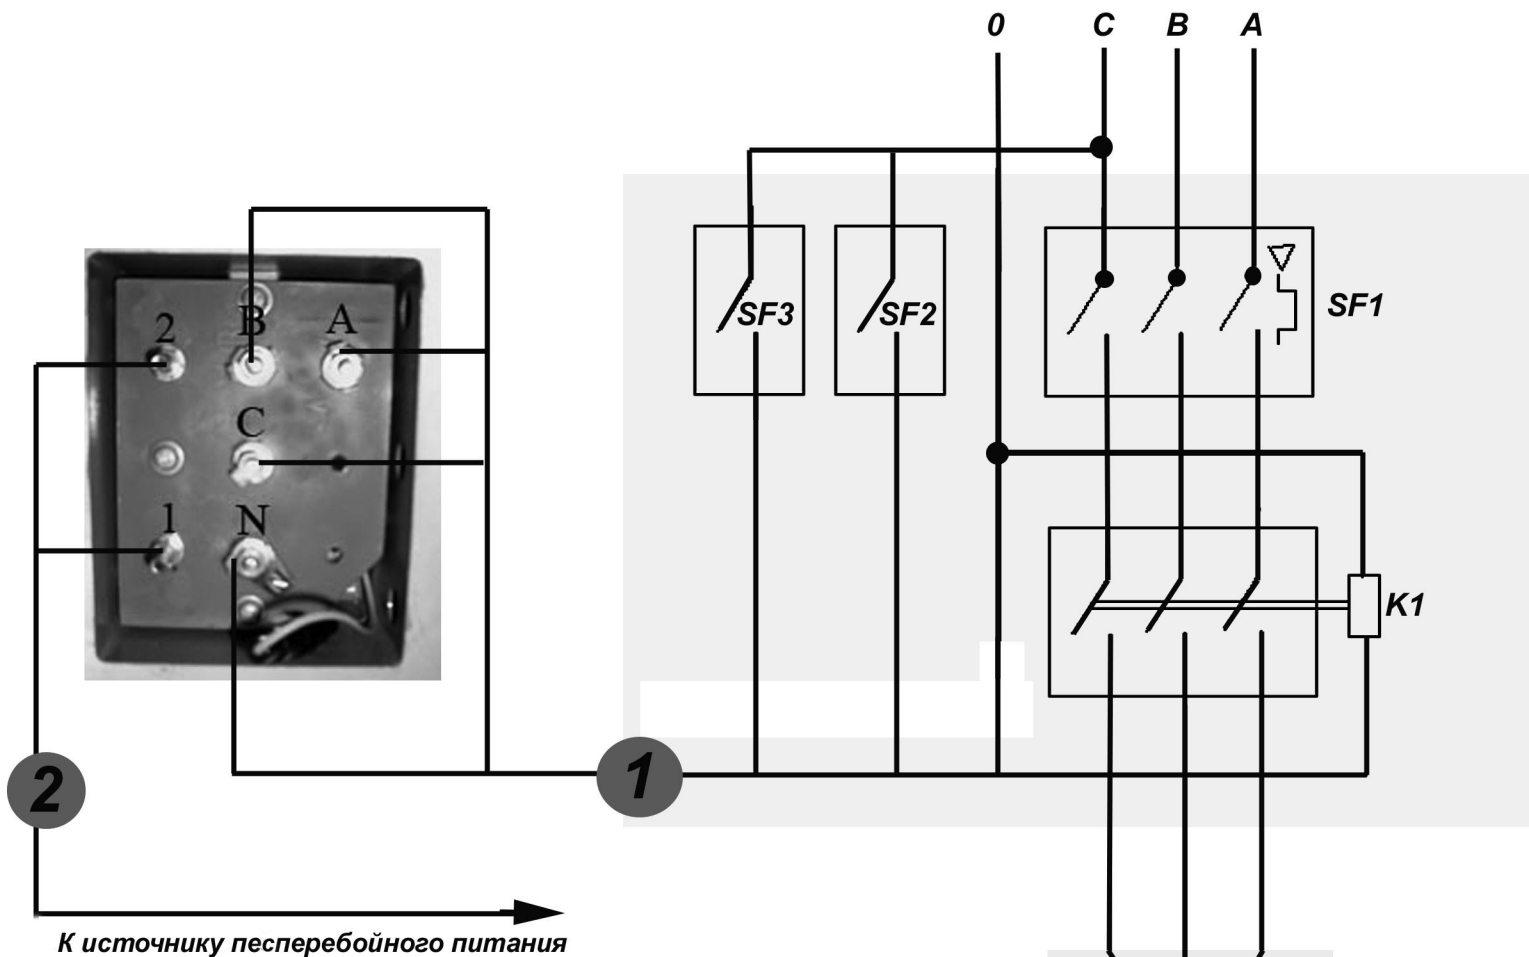 0 C B A
2 B A
SF3 SF2 SF1
C
1 N
K1
2 1
К источнику песперебойного питания